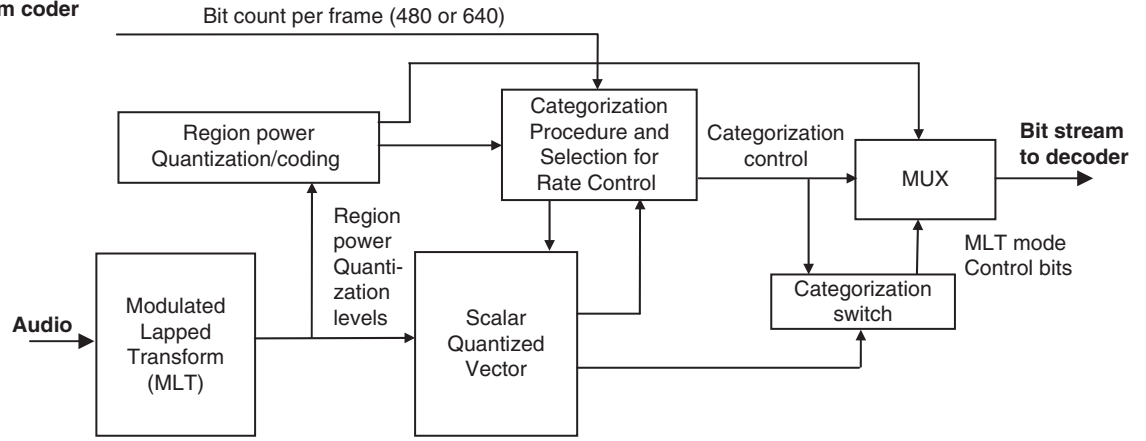 m coder
Bit count per frame (480 or 640)
Region power
Quantization/coding
Categorization
Procedure and
Selection for
Rate Control
Categorization
control
MUX
Bit stream
to decoder
Region
power
Quanti-
zation
levels
MLT mode
Control bits
Categorization
switch
Audio
Modulated
Lapped
Transform
(MLT)
Scalar
Quantized
Vector